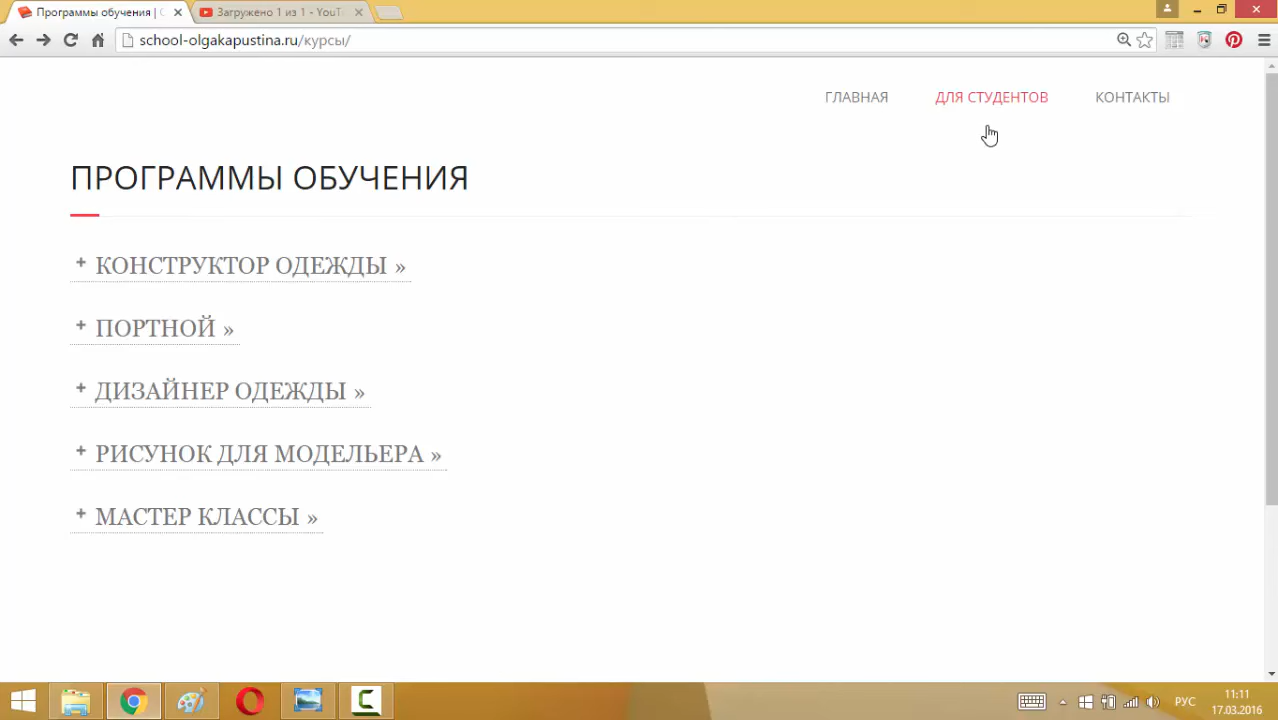 Программы обучения |
Загружено 1 из 1 - YouT
school-olgakapustina.ru/курсы/
ГЛАВНАЯ ДЛЯ СТУДЕНТОВ КОНТАКТЫ
ПРОГРАММЫ ОБУЧЕНИЯ
+ КОНСТРУКТОР ОДЕЖДЫ »
+ ПОРТНОЙ »
+ ДИЗАЙНЕР ОДЕЖДЫ »
+ РИСУНОК ДЛЯ МОДЕЛЬЕРА »
+ МАСТЕР КЛАССЫ »
РУС
11:11
17.03.2016